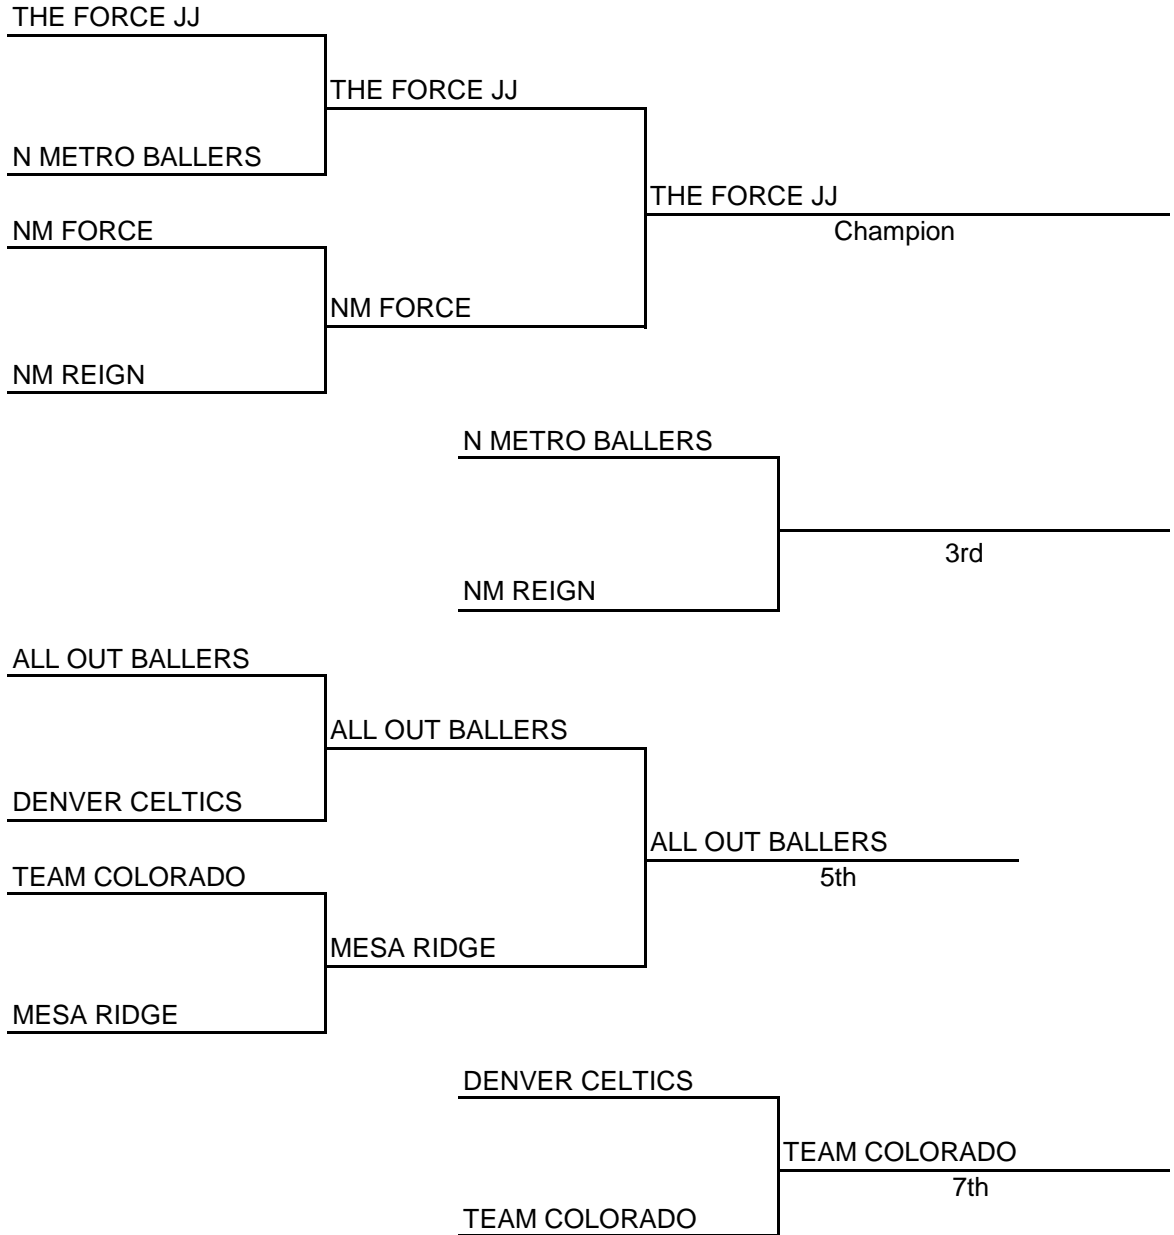 THE FORCE JJ
THE FORCE JJ
N METRO BALLERS
THE FORCE JJ
Champion
NM FORCE
NM FORCE
NM REIGN
N METRO BALLERS
3rd
NM REIGN
ALL OUT BALLERS
ALL OUT BALLERS
DENVER CELTICS
ALL OUT BALLERS
5th
TEAM COLORADO
MESA RIDGE
MESA RIDGE
DENVER CELTICS
TEAM COLORADO
7th
TEAM COLORADO